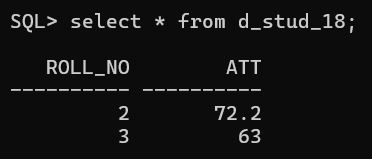 SQL> select * from d_stud_18;
ROLL_NO ATT
---------- ----------
2 72.2
3 63